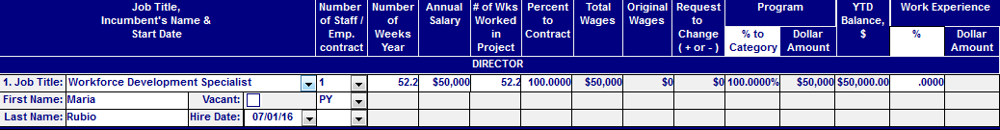 Job Title, Incumbent's Name & Start Date
Number of Staff / Emp. contract
Number of Weeks Year
Annual Salary
# of Wks Worked in Project
Percent to Contract
Total Wages
Original Wages
Request to Change ( + or - )
Program
% to Category
Dollar Amount
YTD Balance, $
Work Experience
%
Dollar Amount
DIRECTOR
1. Job Title: Workforce Development Specialist 1 52.2 $50,000 52.2 100.0000 $50,000 $0 $0 100.0000% $50,000 $50,000.00 .0000
First Name: Maria Vacant: PY
Last Name: Rubio Hire Date: 07/01/16